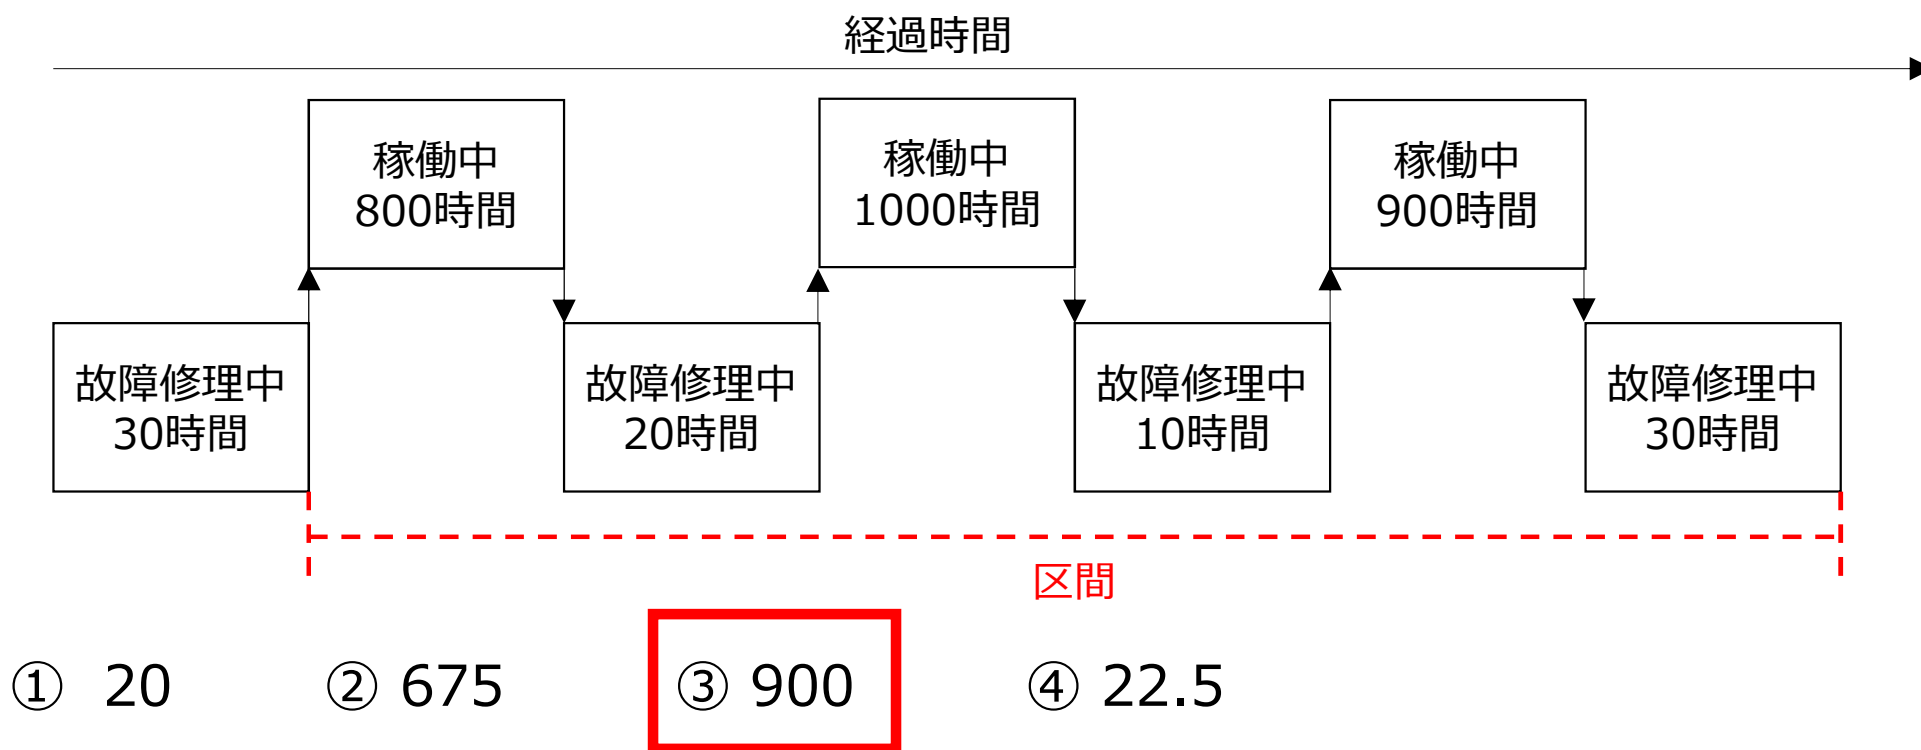 経過時間
稼働中
800時間
稼働中
1000時間
稼働中
900時間
故障修理中
30時間
故障修理中
20時間
故障修理中
10時間
故障修理中
30時間
区間
① 20 ② 675 ③ 900 ④ 22.5